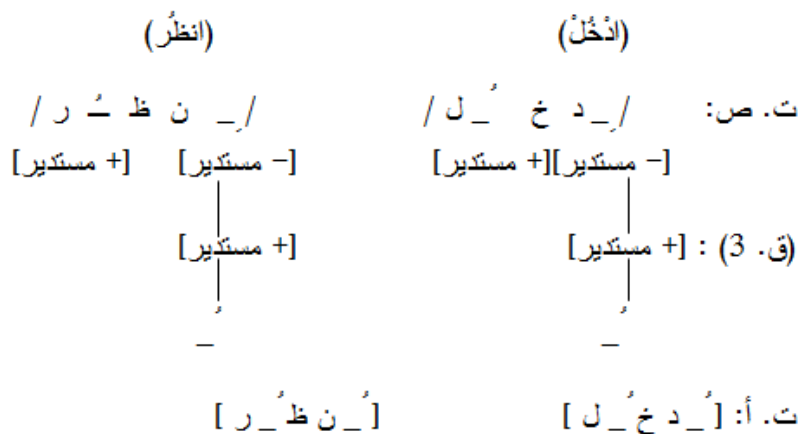 (ادْخُلْ) (انظُر)
ت. ص: /_ِ د خ _ُ ل / /_ِ ن ظ _ُ ر /
[– مستدير][+ مستدير] [– مستدير] [+ مستدير]
(ق. 3) : [+ مستدير] [+ مستدير]
_ُ _ُ
ت. أ: [_ُ د خ _ُ ل ] [_ُ ن ظ _ُ ر ]